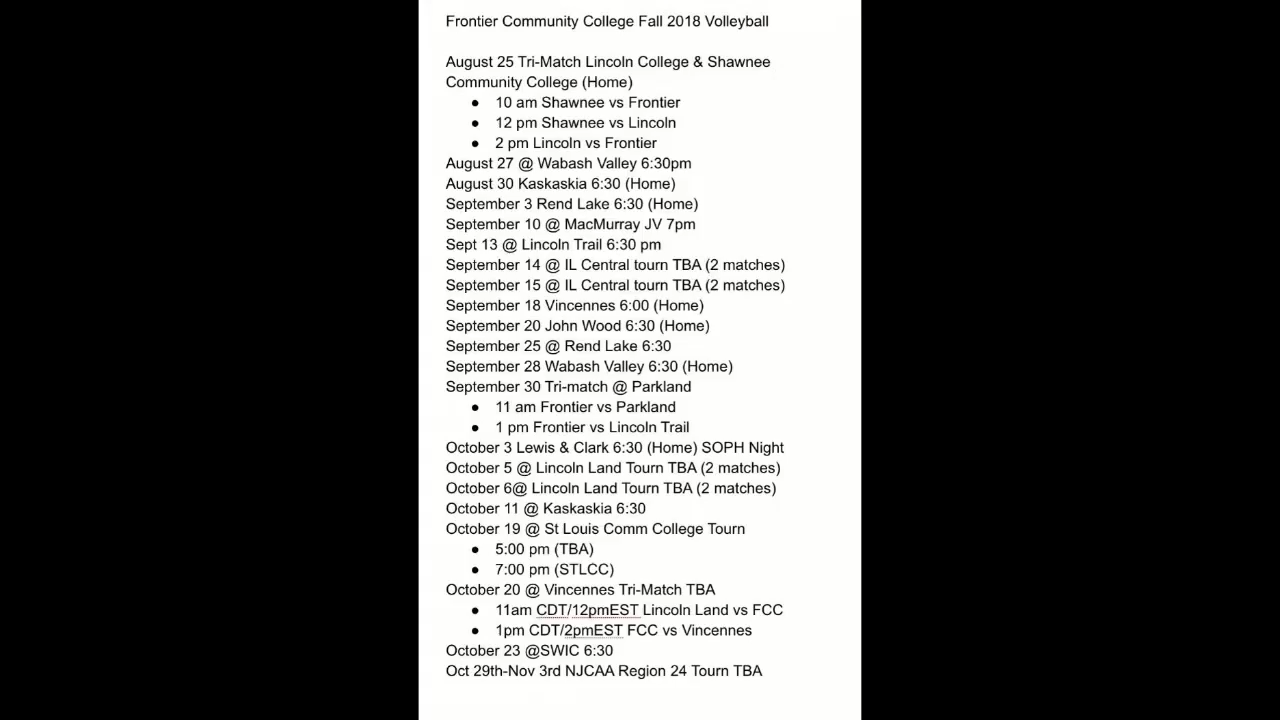 Frontier Community College Fall 2018 Volleyball
August 25 Tri-Match Lincoln College & Shawnee
Community College (Home)
● 10 am Shawnee vs Frontier
● 12 pm Shawnee vs Lincoln
● 2 pm Lincoln vs Frontier
August 27 @ Wabash Valley 6:30pm
August 30 Kaskaskia 6:30 (Home)
September 3 Rend Lake 6:30 (Home)
September 10 @ MacMurray JV 7pm
Sept 13 @ Lincoln Trail 6:30 pm
September 14 @ IL Central tourn TBA (2 matches)
September 15 @ IL Central tourn TBA (2 matches)
September 18 Vincennes 6:00 (Home)
September 20 John Wood 6:30 (Home)
September 25 @ Rend Lake 6:30
September 28 Wabash Valley 6:30 (Home)
September 30 Tri-match @ Parkland
● 11 am Frontier vs Parkland
● 1 pm Frontier vs Lincoln Trail
October 3 Lewis & Clark 6:30 (Home) SOPH Night
October 5 @ Lincoln Land Tourn TBA (2 matches)
October 6@ Lincoln Land Tourn TBA (2 matches)
October 11 @ Kaskaskia 6:30
October 19 @ St Louis Comm College Tourn
● 5:00 pm (TBA)
● 7:00 pm (STLCC)
October 20 @ Vincennes Tri-Match TBA
● 11am CDT/12pmEST Lincoln Land vs FCC
● 1pm CDT/2pmEST FCC vs Vincennes
October 23 @SWIC 6:30
Oct 29th-Nov 3rd NJCAA Region 24 Tourn TBA